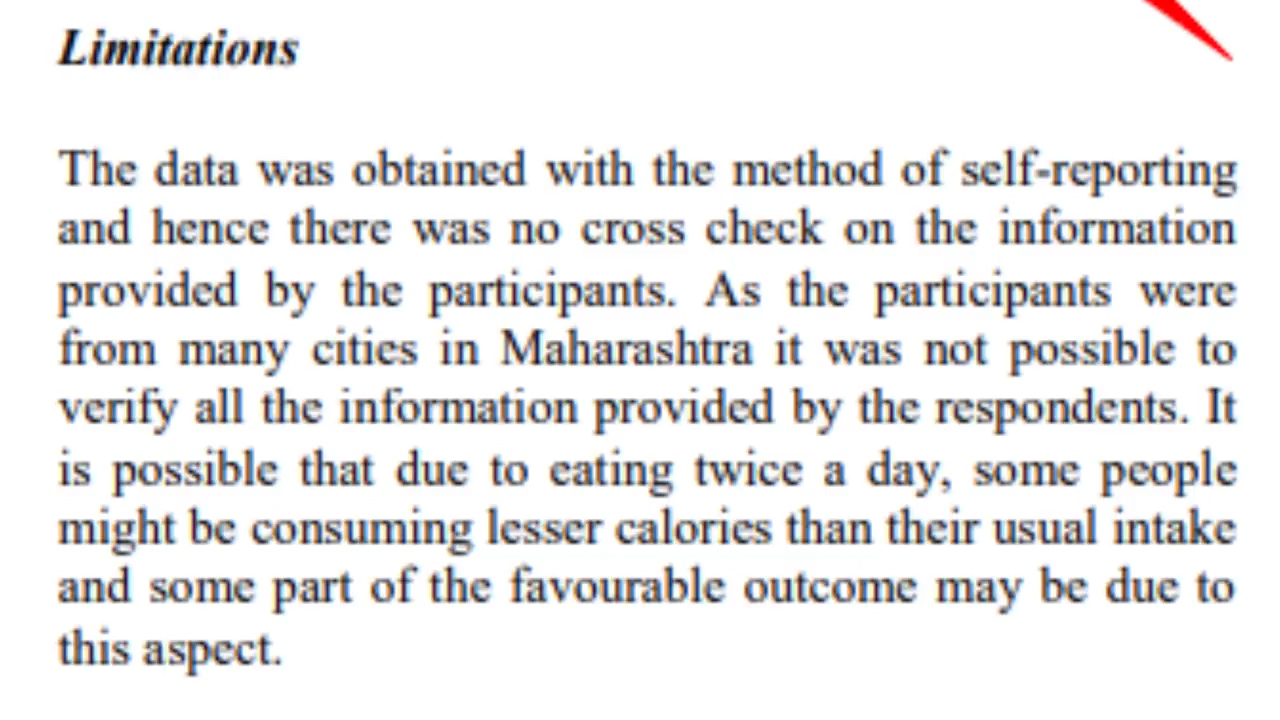 Limitations
The data was obtained with the method of self-reporting
and hence there was no cross check on the information
provided by the participants. As the participants were
from many cities in Maharashtra it was not possible to
verify all the information provided by the respondents. It
is possible that due to eating twice a day, some people
might be consuming lesser calories than their usual intake
and some part of the favourable outcome may be due to
this aspect.